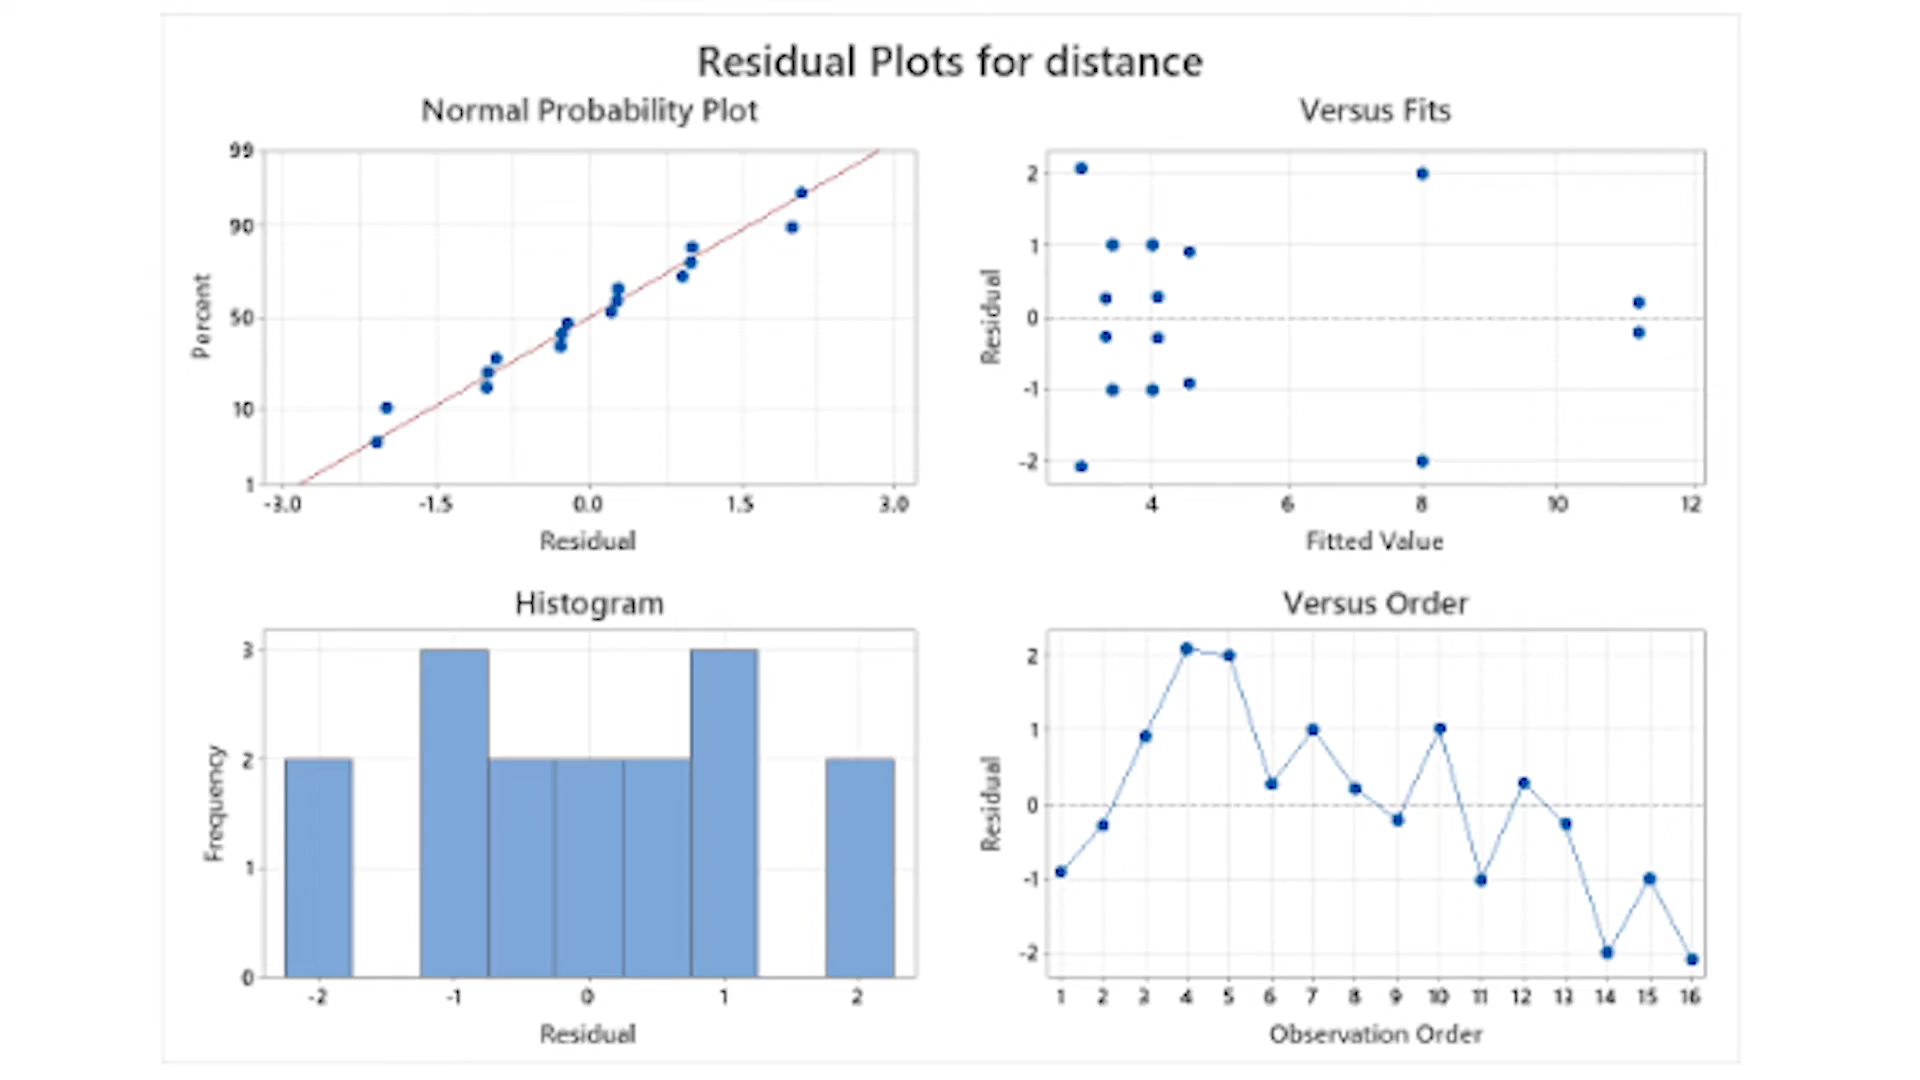 Residual Plots for distance
Normal Probability Plot
99
90
50
10
1
Percent
-3.0 -1.5 0.0 1.5 3.0
Residual
Versus Fits
2
1
0
-1
-2
Residual
4 6 8 10 12
Fitted Value
Histogram
3
2
1
0
Frequency
-2 -1 0 1 2
Residual
Versus Order
2
1
0
-1
-2
Residual
1 2 3 4 5 6 7 8 9 10 11 12 13 14 15 16
Observation Order